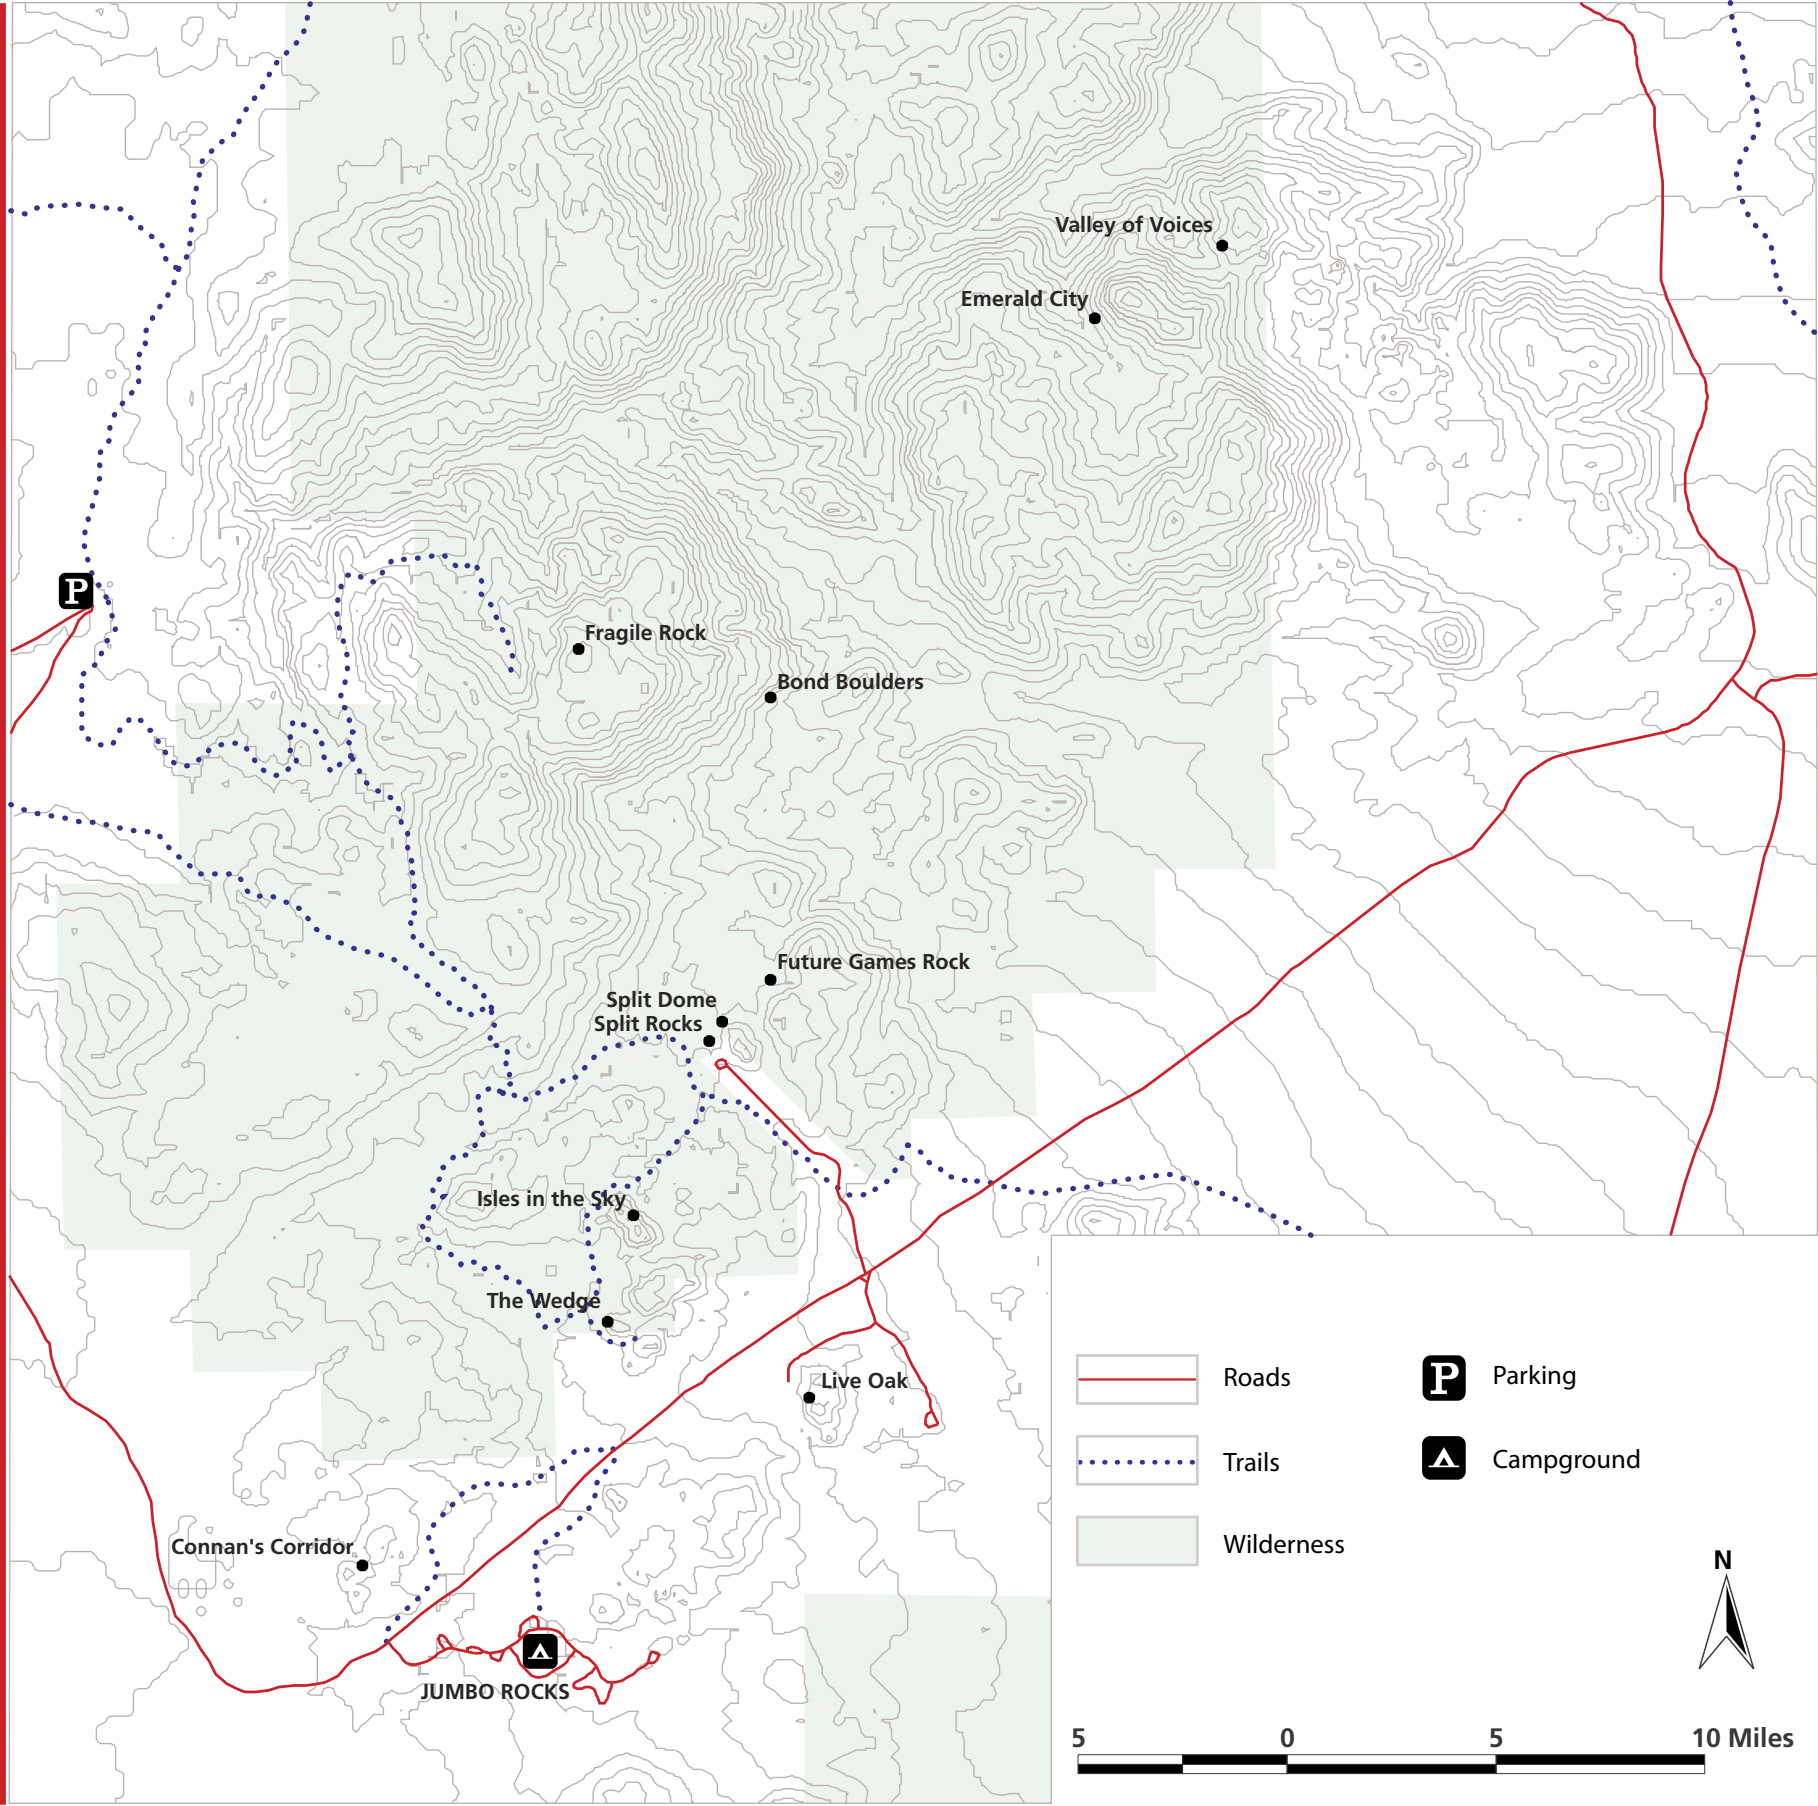 Valley of Voices
Emerald City
P
Fragile Rock
Bond Boulders
Future Games Rock
Split Dome
Split Rocks
Isles in the Sky
The Wedge
Live Oak
Connan's Corridor
JUMBO ROCKS
Roads
P Parking
Trails
Campground
Wilderness
N
5 0 5 10 Miles